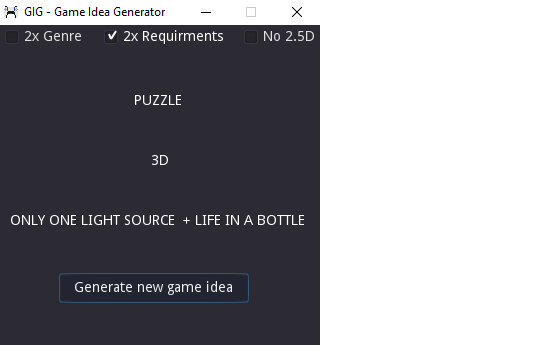 GIG - Game Idea Generator
2x Genre 2x Requirments No 2.5D
PUZZLE
3D
ONLY ONE LIGHT SOURCE + LIFE IN A BOTTLE
Generate new game idea